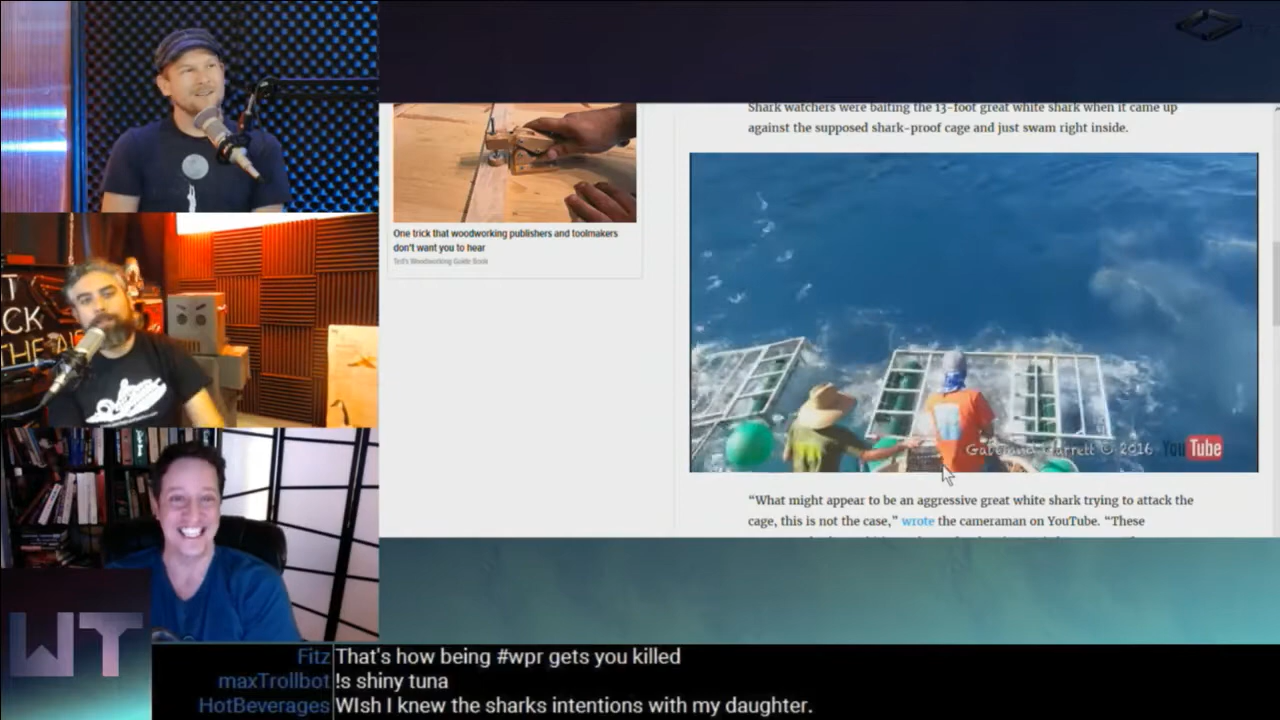 Shark watchers were baiting the 13-foot great white shark when it came up
against the supposed shark-proof cage and just swam right inside.
One trick that woodworking publishers and toolmakers
don't want you to hear
Ted's Woodworking Guide Book
CK
THE AI
Garrett © 2016 YouTube
"What might appear to be an aggressive great white shark trying to attack the
cage, this is not the case," wrote the cameraman on YouTube. "These
WT
Fitz That's how being #wpr gets you killed
maxTrollbot !s shiny tuna
HotBeverages WIsh I knew the sharks intentions with my daughter.